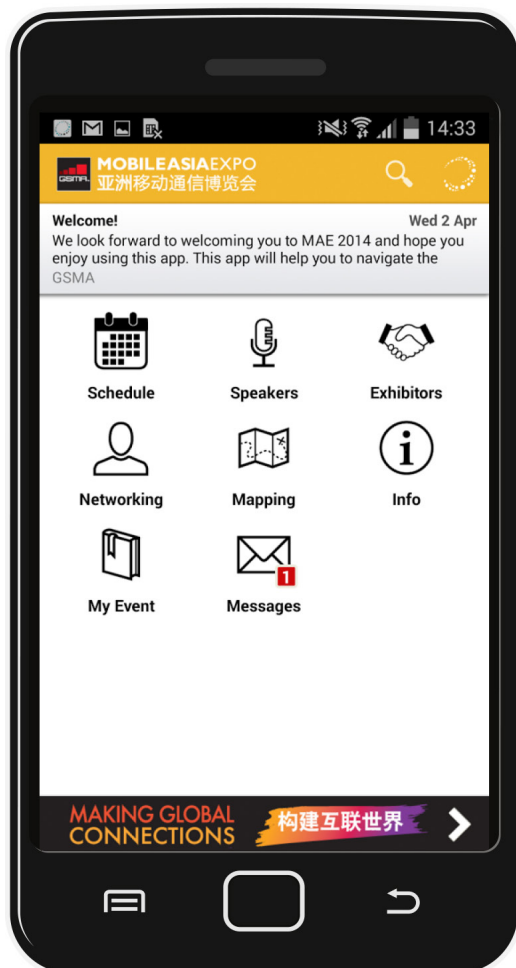 14:33
GSMA
MOBILEASIAEXPO
亚洲移动通信博览会
Welcome! Wed 2 Apr
We look forward to welcoming you to MAE 2014 and hope you
enjoy using this app. This app will help you to navigate the
GSMA
Schedule Speakers Exhibitors
Networking Mapping Info
1
My Event Messages
MAKING GLOBAL
CONNECTIONS
构建互联世界